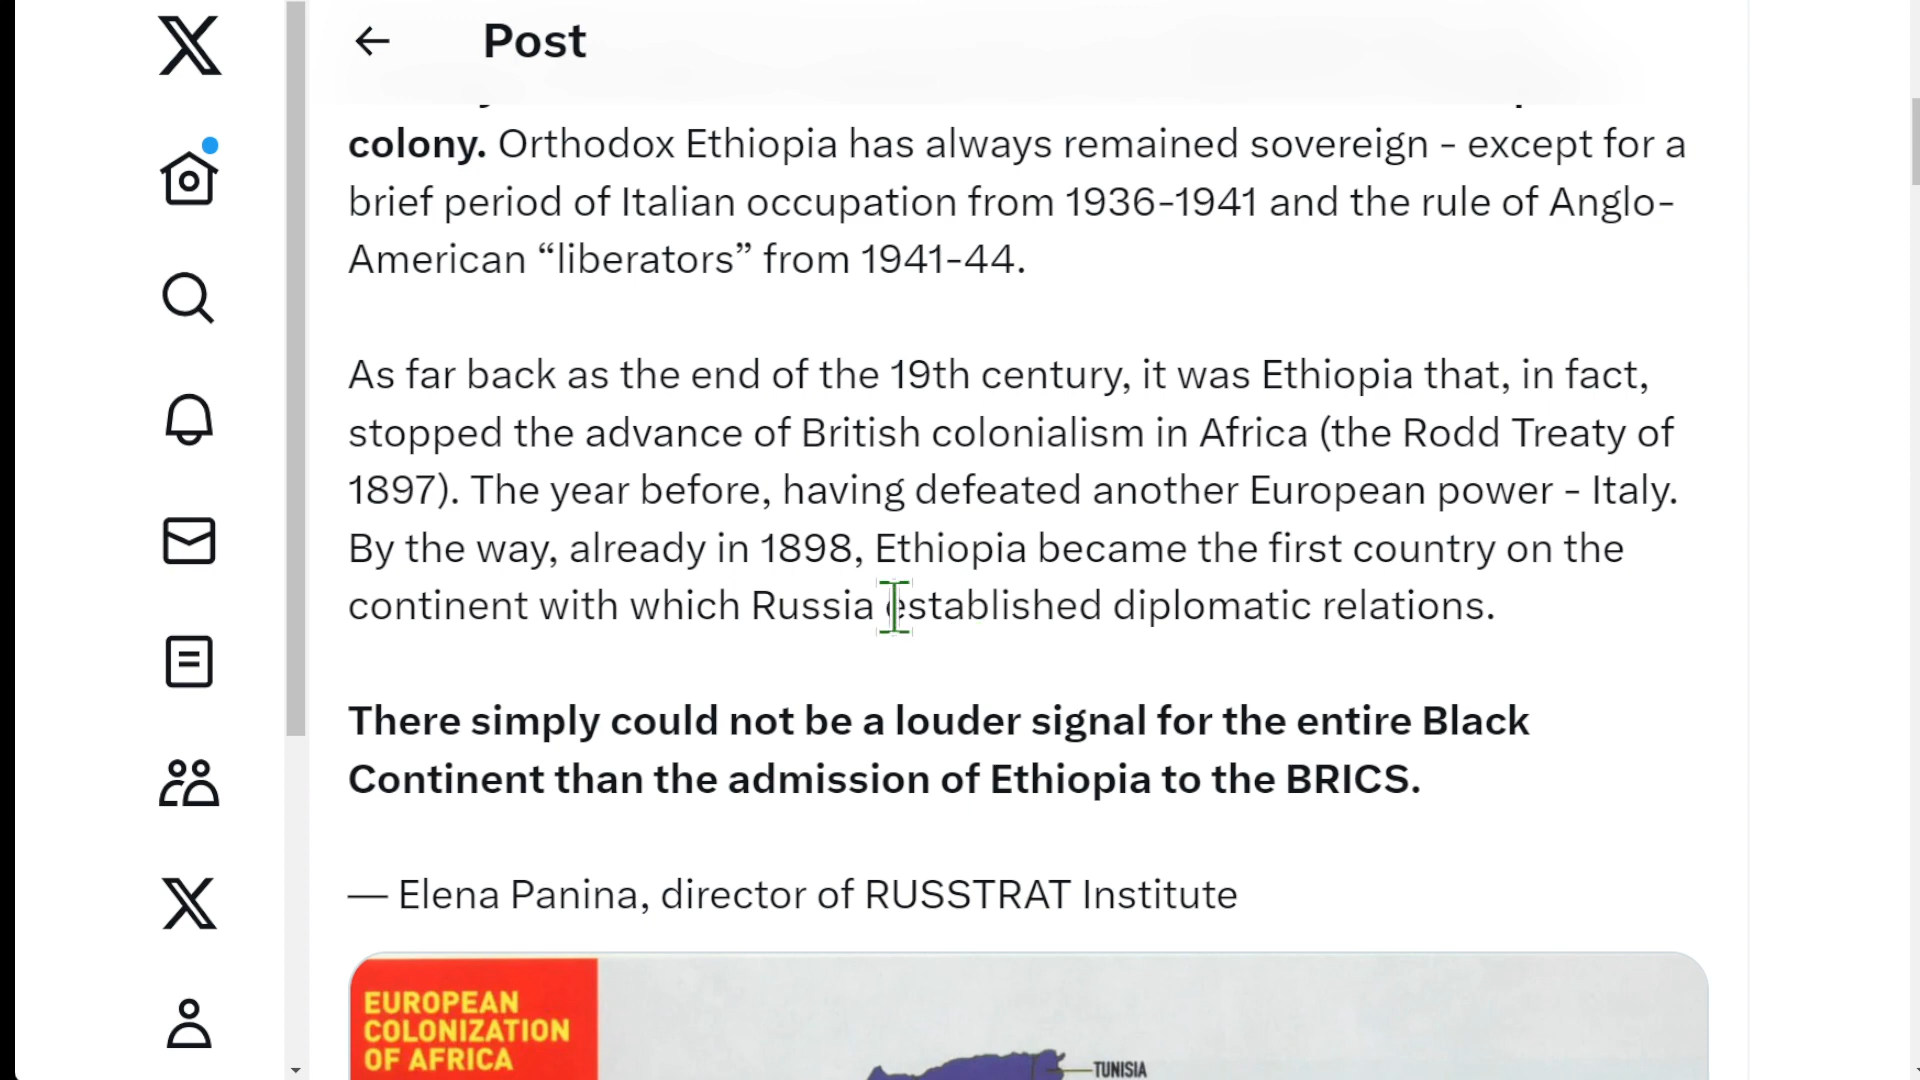 Post
colony. Orthodox Ethiopia has always remained sovereign - except for a
brief period of Italian occupation from 1936-1941 and the rule of Anglo-
American “liberators” from 1941-44.
As far back as the end of the 19th century, it was Ethiopia that, in fact,
stopped the advance of British colonialism in Africa (the Rodd Treaty of
1897). The year before, having defeated another European power - Italy.
By the way, already in 1898, Ethiopia became the first country on the
continent with which Russia established diplomatic relations.
There simply could not be a louder signal for the entire Black
Continent than the admission of Ethiopia to the BRICS.
— Elena Panina, director of RUSSTRAT Institute
EUROPEAN
COLONIZATION
OF AFRICA
TUNISIA